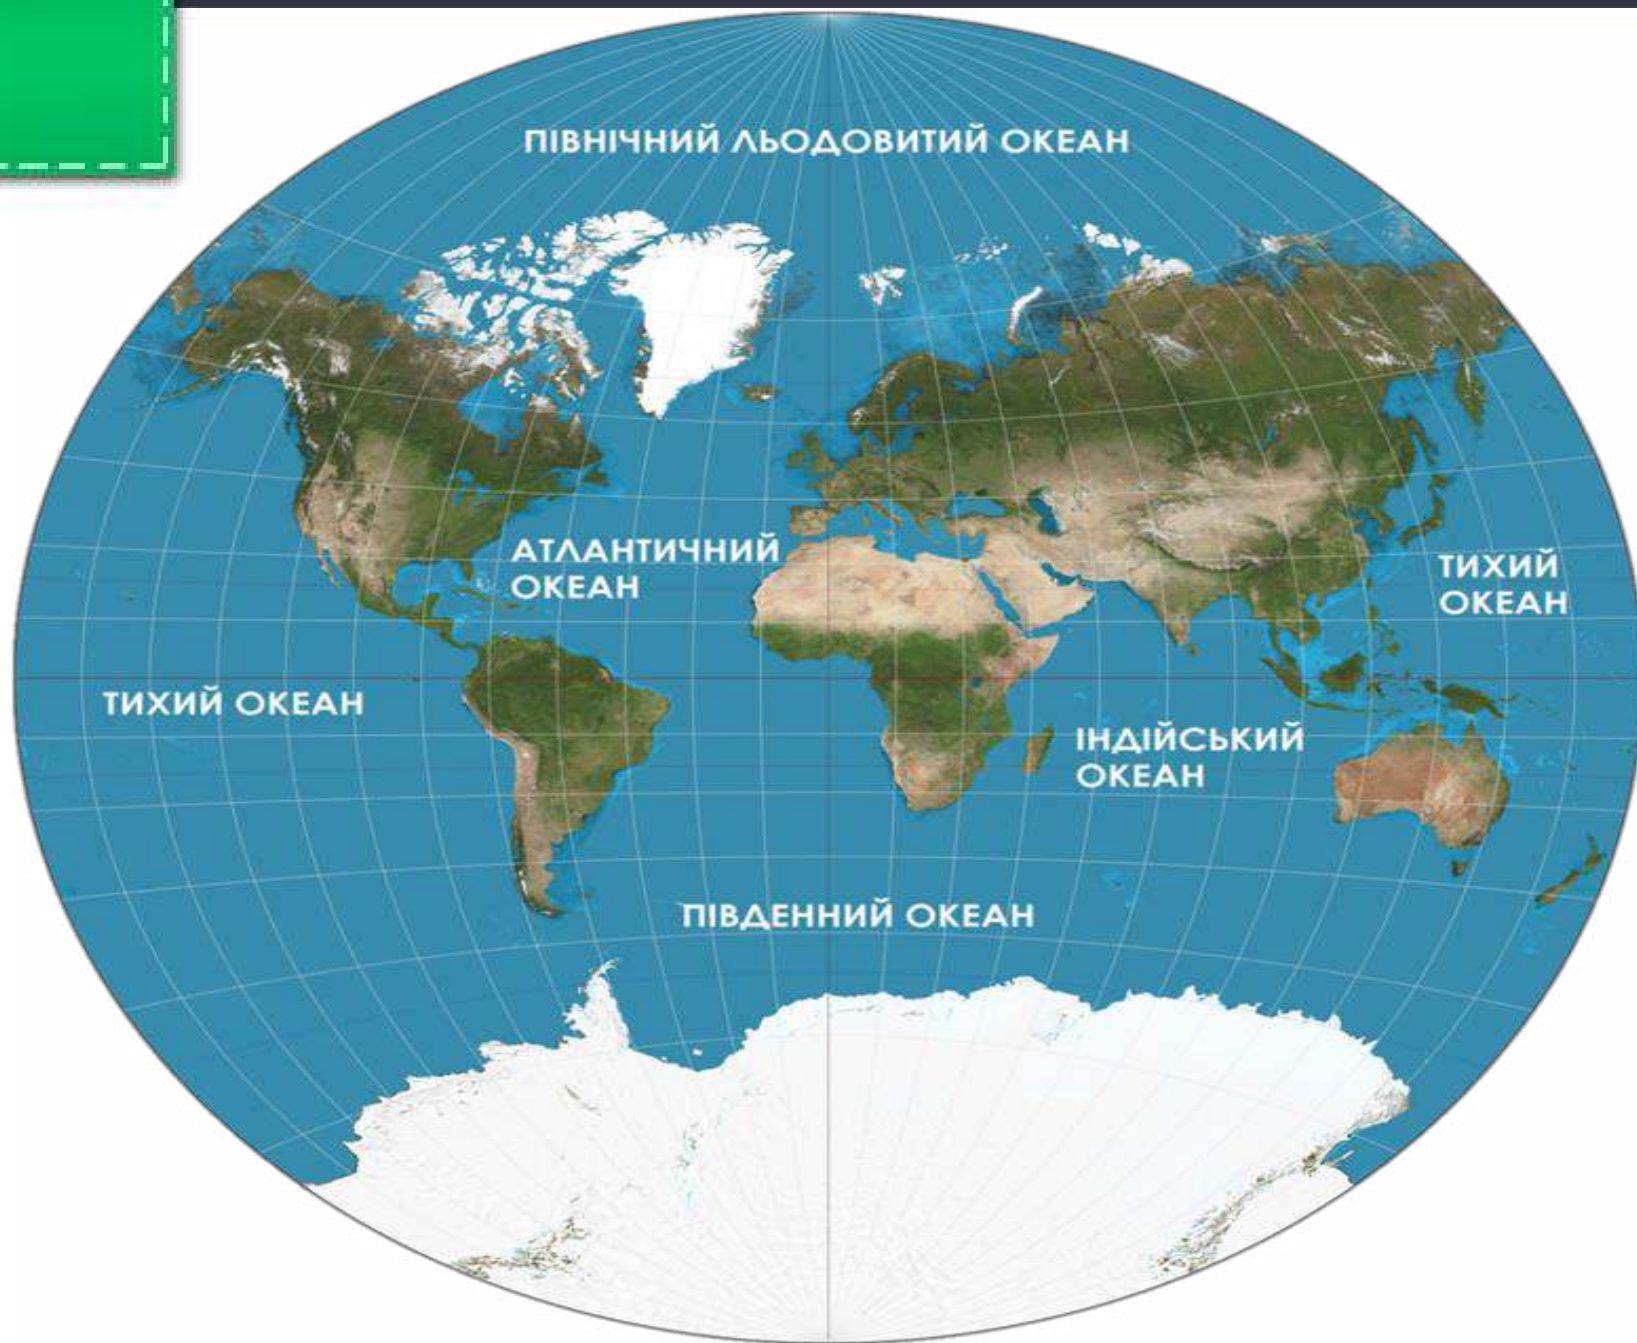 ПІВНІЧНИЙ ЛЬОДОВИТИЙ ОКЕАН
АТЛАНТИЧНИЙ
ОКЕАН
ТИХИЙ
ОКЕАН
ТИХИЙ ОКЕАН
ІНДІЙСЬКИЙ
ОКЕАН
ПІВДЕННИЙ ОКЕАН